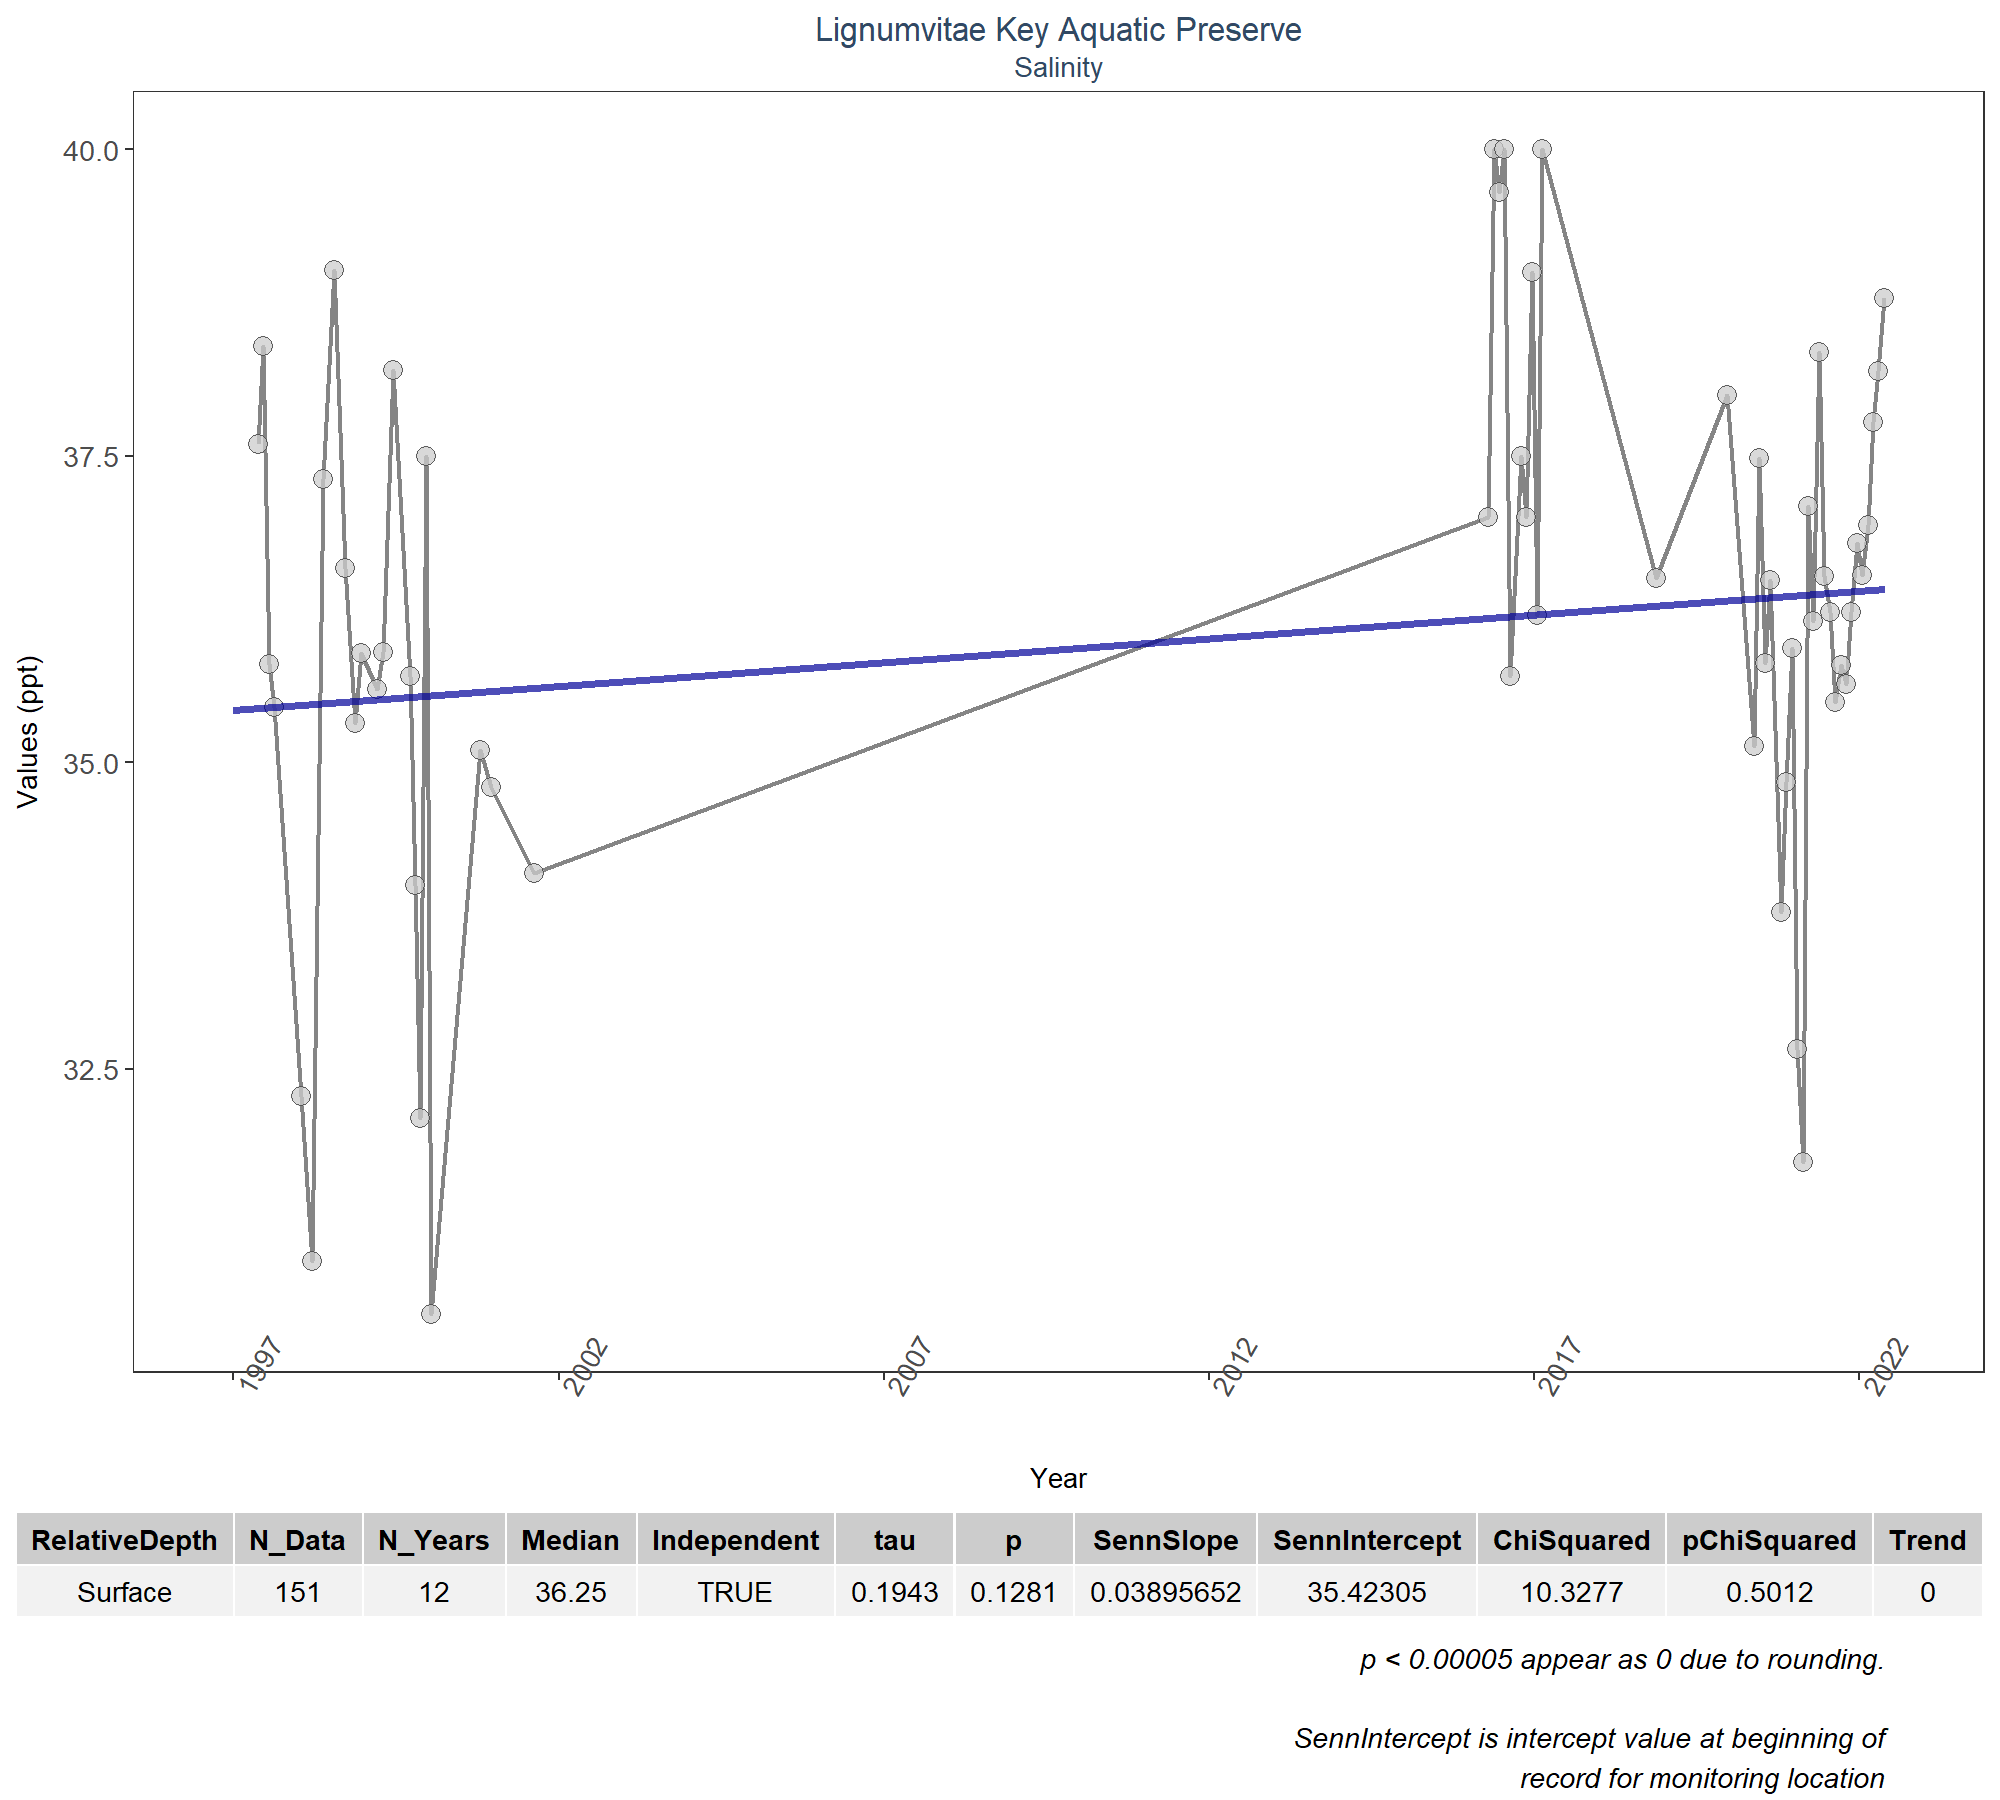 Lignumvitae Key Aquatic Preserve
Salinity
40.0
37.5
35.0
32.5
Values (ppt)
1997 2002 2007 2012 2017 2022
Year
RelativeDepth N_Data N_Years Median Independent tau p SennSlope SennIntercept ChiSquared pChiSquared Trend
Surface 151 12 36.25 TRUE 0.1943 0.1281 0.03895652 35.42305 10.3277 0.5012 0
p < 0.00005 appear as 0 due to rounding.
SennIntercept is intercept value at beginning of
record for monitoring location